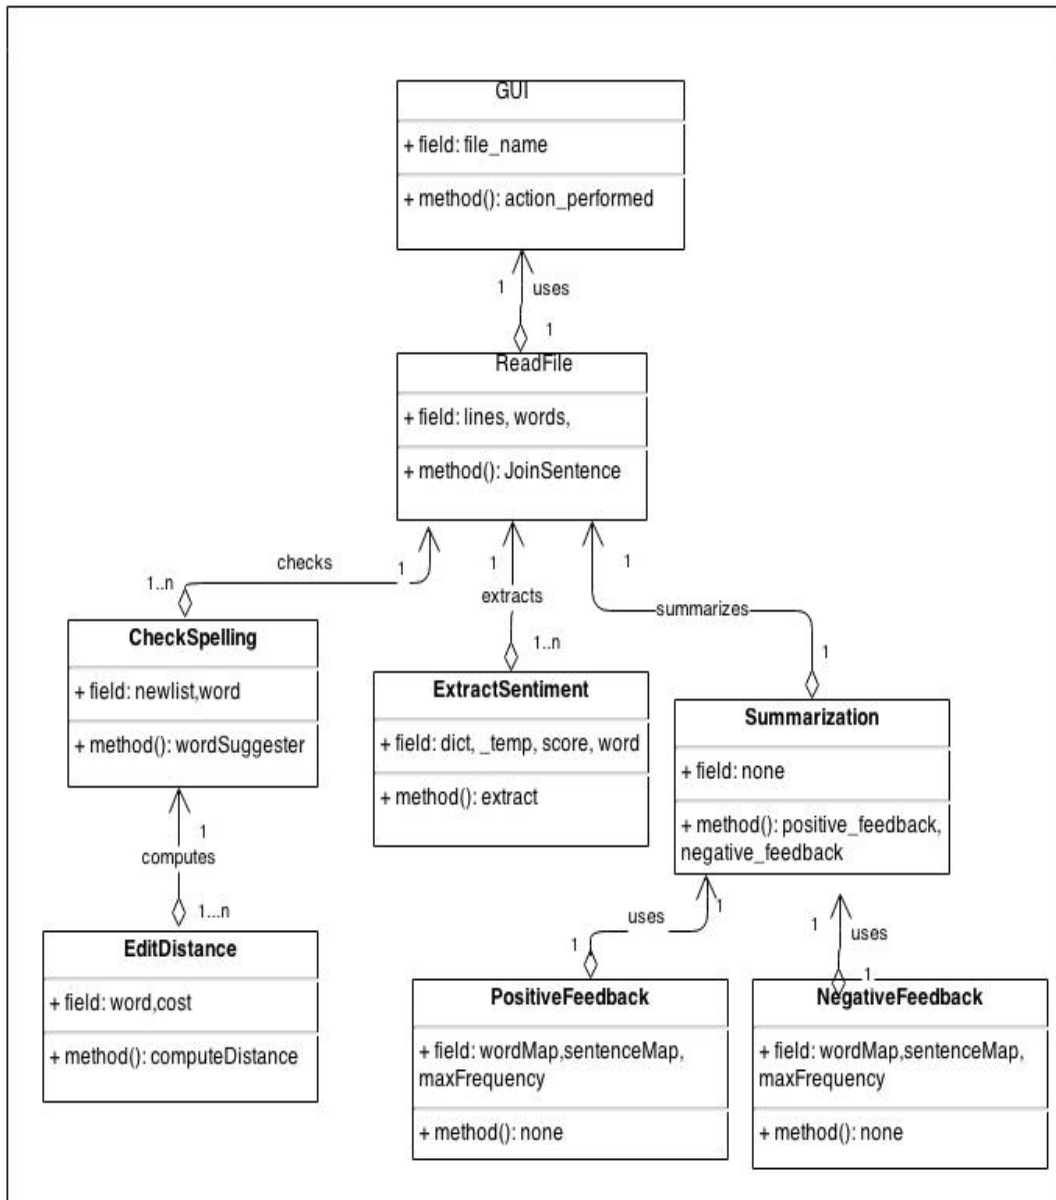 GUI
+ field: file_name
+ method(): action_performed
1
uses
1
ReadFile
+ field: lines, words,
+ method(): JoinSentence
checks
1
1..n
1
extracts
1..n
1
summarizes
1
CheckSpelling
+ field: newlist,word
+ method(): wordSuggester
ExtractSentiment
+ field: dict, _temp, score, word
+ method(): extract
Summarization
+ field: none
+ method(): positive_feedback,
negative_feedback
1
computes
1...n
EditDistance
+ field: word,cost
+ method(): computeDistance
1
uses
1
PositiveFeedback
+ field: wordMap,sentenceMap,
maxFrequency
+ method(): none
1
uses
1
NegativeFeedback
+ field: wordMap,sentenceMap,
maxFrequency
+ method(): none